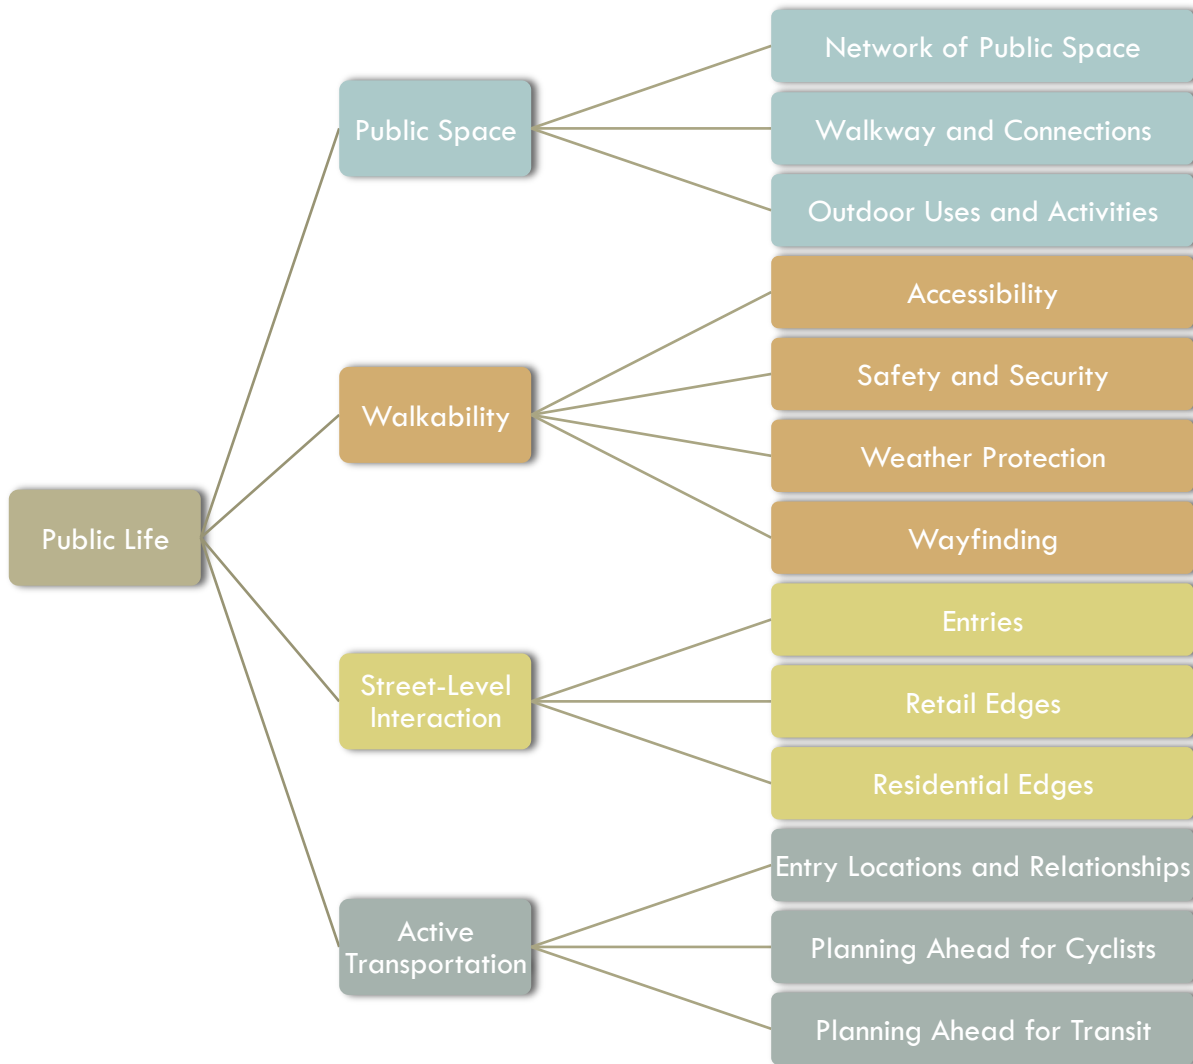 Public Life
Public Space
Network of Public Space
Walkway and Connections
Outdoor Uses and Activities
Walkability
Accessibility
Safety and Security
Weather Protection
Wayfinding
Street-Level
Interaction
Entries
Retail Edges
Residential Edges
Active
Transportation
Entry Locations and Relationships
Planning Ahead for Cyclists
Planning Ahead for Transit